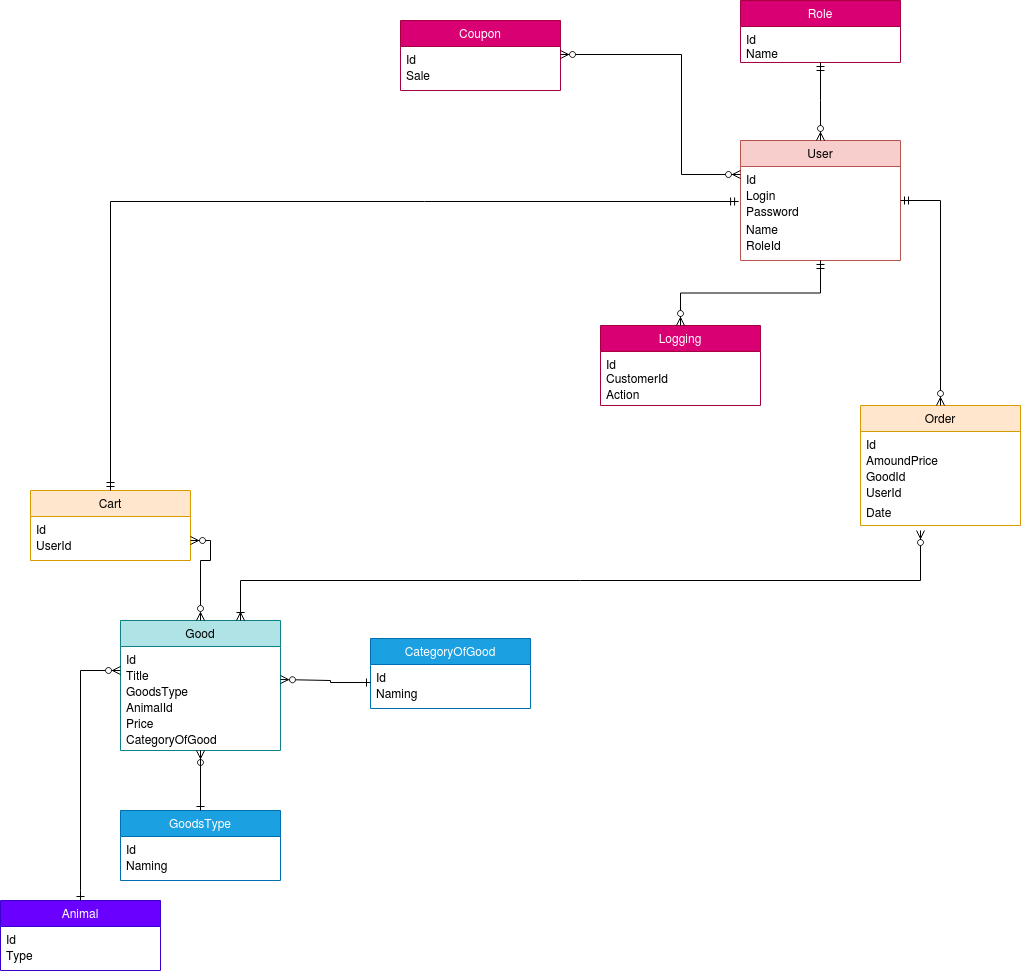 Role
Id
Name
Coupon
Id
Sale
User
Id
Login
Password
Name
RoleId
Logging
Id
CustomerId
Action
Order
Id
AmoundPrice
GoodId
UserId
Date
Cart
Id
UserId
Good
Id
Title
GoodsType
AnimalId
Price
CategoryOfGood
CategoryOfGood
Id
Naming
GoodsType
Id
Naming
Animal
Id
Type